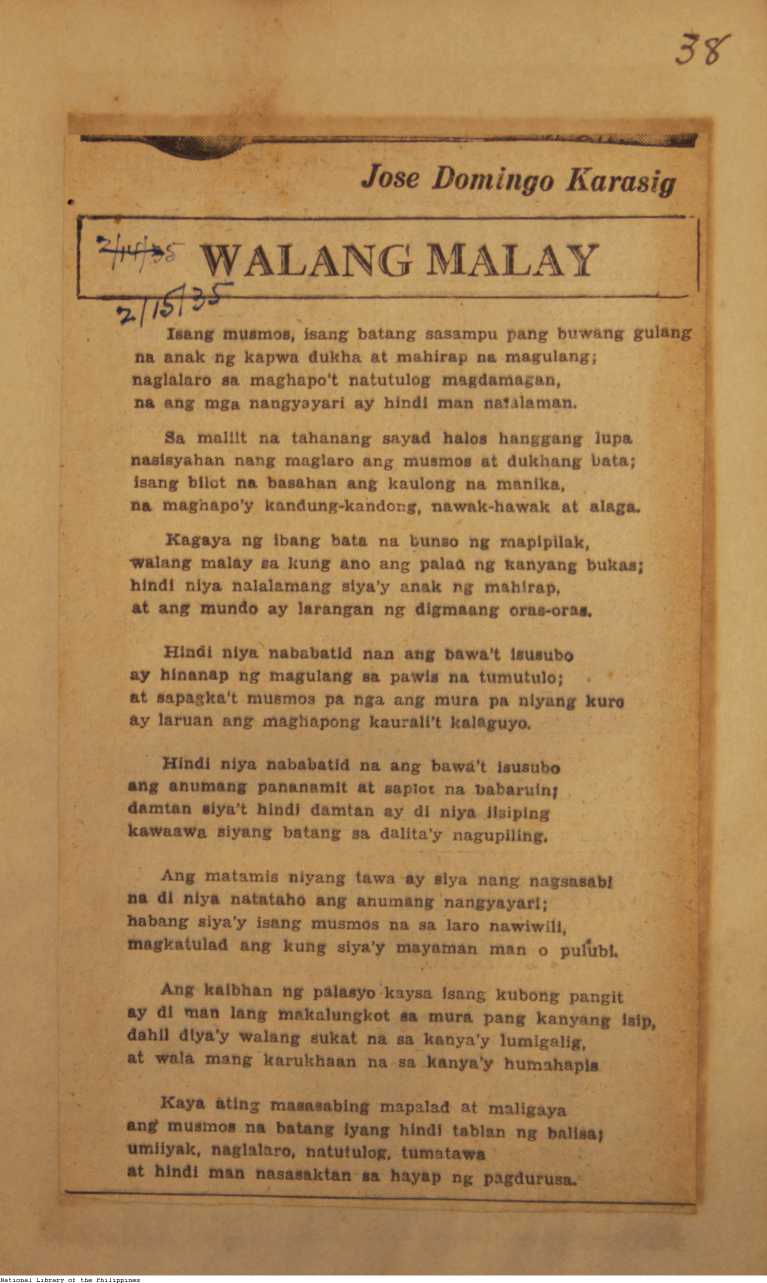 38
Jose Domingo Karasig
2/14/35
WALANG MALAY
2/15/35
Isang musmos, isang batang sasampu pang buwang gulang
na anak ng kapwa dukha at mahirap na magulang;
naglalaro sa maghapo't natutulog magdamagan,
na ang mga nangyayari ay hindi man natalaman.
Sa maliit na tahanang sayad halos hanggang lupa
nasisyahan nang maglaro ang musmos at dukhang bata;
isang bilot na basahan ang kaulong na manika,
na maghapo'y kandung-kandong, nawak-hawak at alaga.
Kagaya ng ibang bata na bunso ng mapipilak,
walang malay sa kung ano ang palad ng kanyang bukas;
hindi niya nalalamang siya'y anak ng mahirap,
at ang mundo ay larangan ng digmaang oras-oras.
Hindi niya nababatid nan ang bawa't isusubo
ay hinanap ng magulang sa pawis na tumutulo;
at sapagka't musmos pa nga ang mura pa niyang kuro
ay laruan ang maghapong kaurali't kalaguyo.
Hindi niya nababatid na ang bawa't isusubo
ang anumang pananamit at saplot na babaruin;
damtan siya't hindi damtan ay di niya iisiping
kawaawa siyang batang sa dalita'y nagupiling.
Ang matamis niyang tawa ay siya nang nagsasabi
na di niya natataho ang anumang nangyayari;
habang siya'y isang musmos na sa laro nawiwili,
magkatulad ang kung siya'y mayaman man o pulubi.
Ang kaibhan ng palasyo kaysa isang kubong pangit
ay di man lang makalungkot sa mura pang kanyang isip,
dahil diya'y walang sukat na sa kanya'y lumigalig,
at wala mang karukhaan na sa kanya'y humahapis
Kaya ating masasabing mapalad at maligaya
ang musmos na batang iyang hindi tablan ng balisa;
umiiyak, naglalaro, natutulog, tumatawa
at hindi man nasasaktan sa hayap ng pagdurusa.
National Library of the Philippines